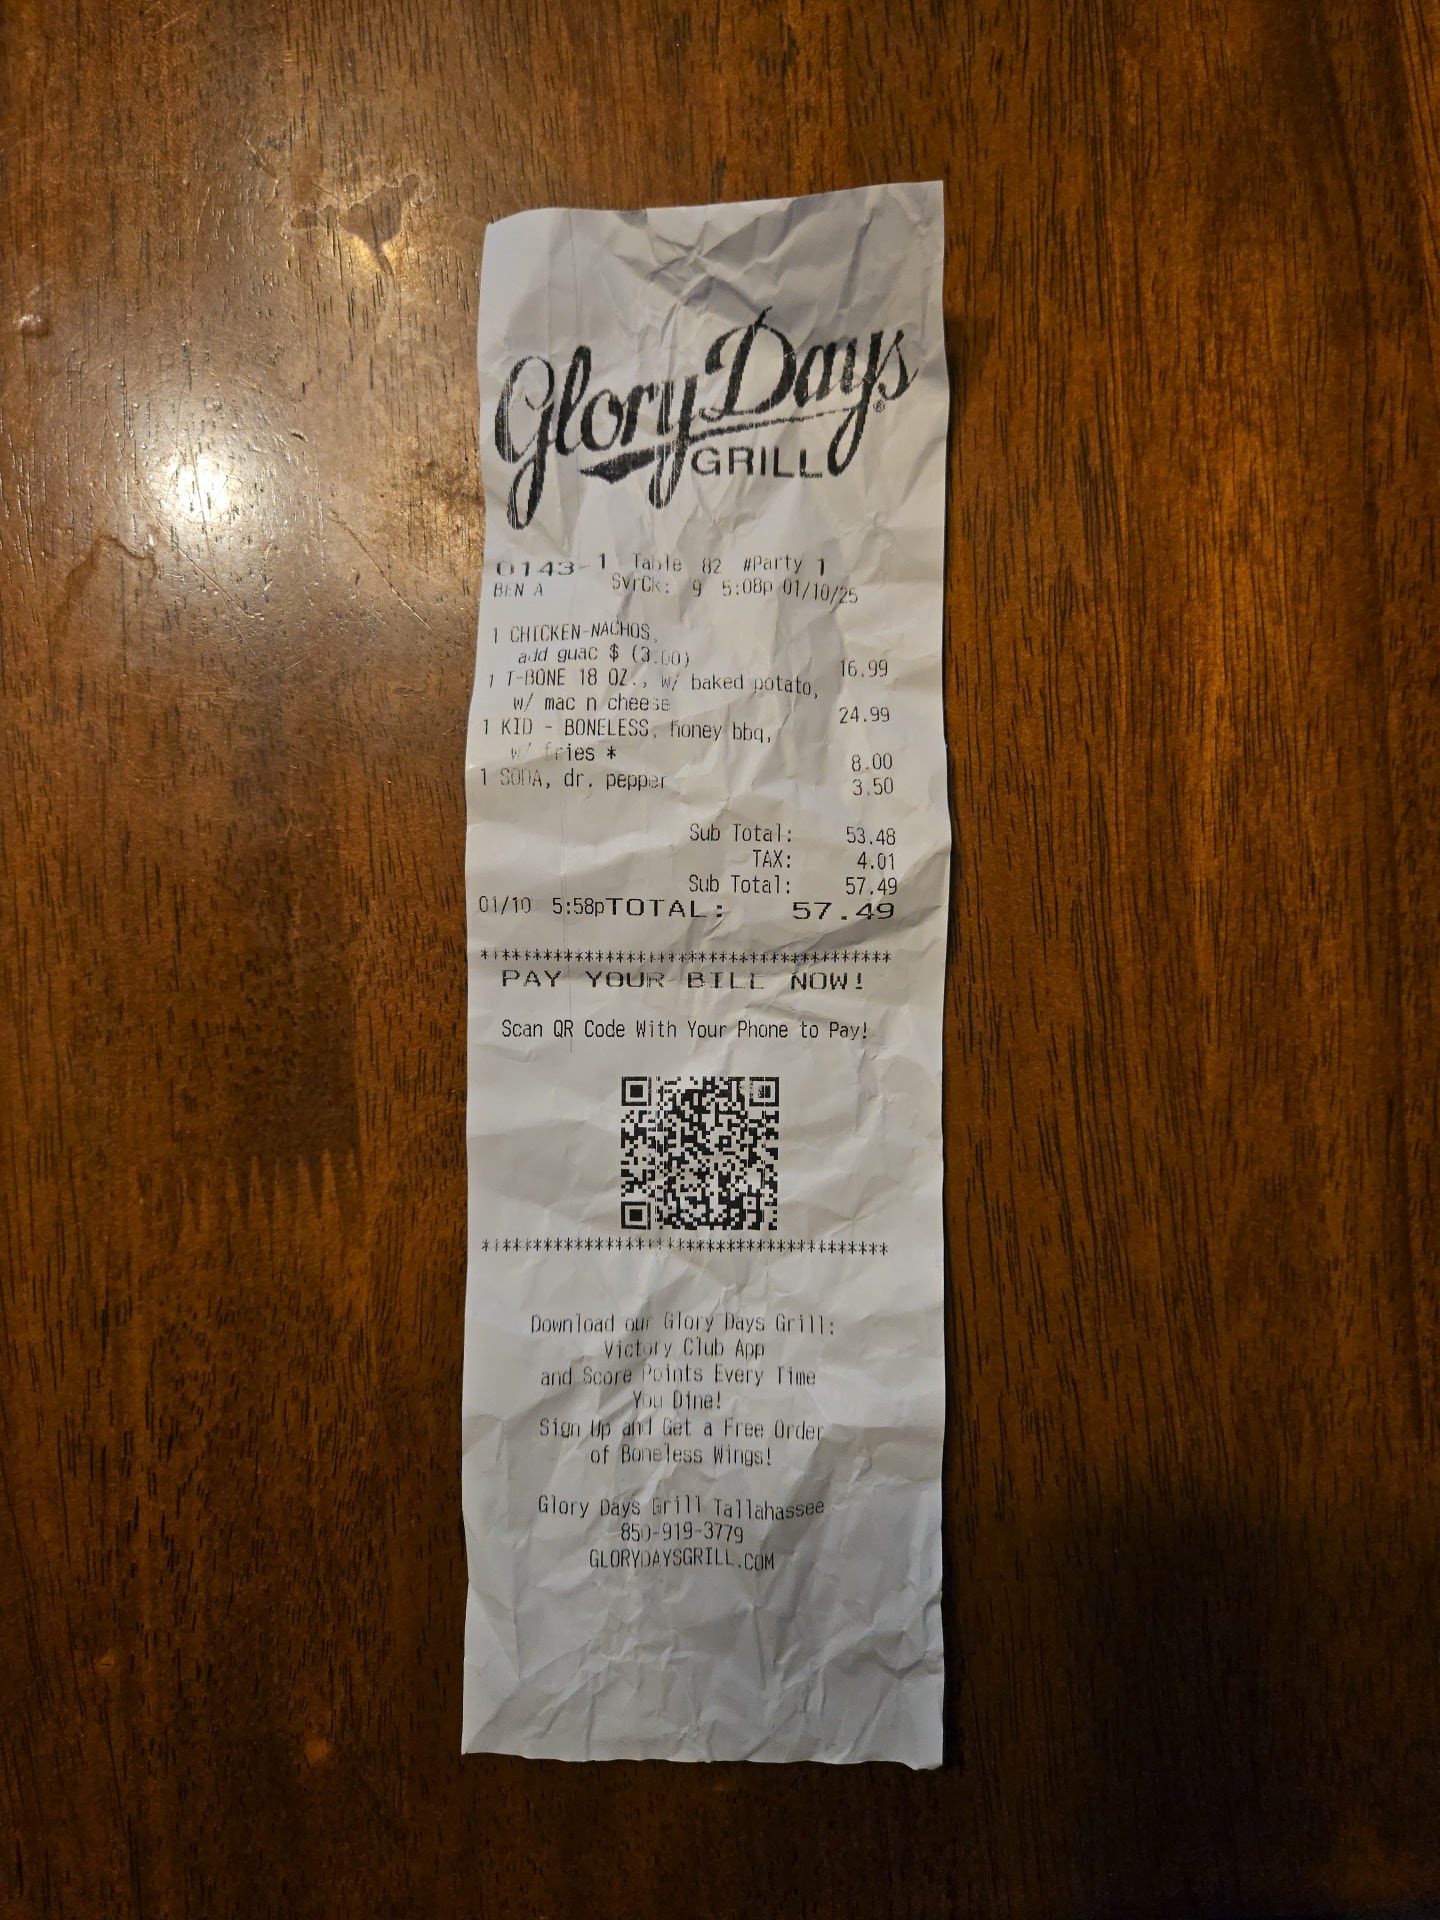 Glory Days®
GRILL
0143-1 Table 82 #Party 1
BEN A SvrCk: 9 5:08p 01/10/25
1 CHICKEN-NACHOS,
add guac $ (3.00) 16.99
1 T-BONE 18 OZ., w/ baked potato,
w/ mac n cheese 24.99
1 KID - BONELESS, honey bbq,
w/ fries * 8.00
1 SODA, dr. pepper 3.50
Sub Total: 53.48
TAX: 4.01
Sub Total: 57.49
01/10 5:58pTOTAL: 57.49
****************************************
PAY YOUR BILL NOW!
Scan QR Code With Your Phone to Pay!
****************************************
Download our Glory Days Grill:
Victory Club App
and Score Points Every Time
You Dine!
Sign Up and Get a Free Order
of Boneless Wings!
Glory Days Grill Tallahassee
850-919-3779
GLORYDAYSGRILL.COM